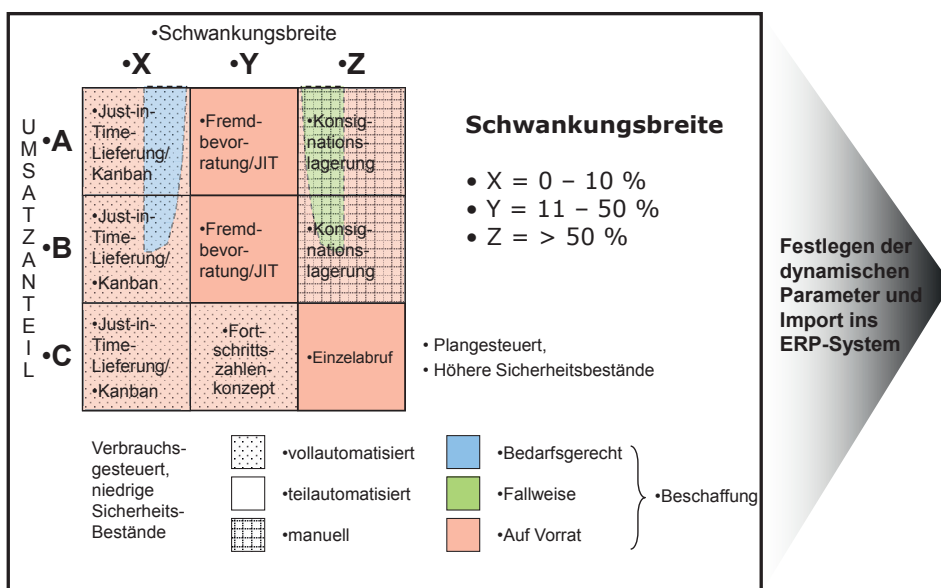 •Schwankungsbreite
•X •Y •Z
UMSATZANTEIL
•A
•Just-in-
Time-
Lieferung/
Kanban
•Fremd-
bevor-
ratung/JIT
•Konsig-
nations-
lagerung
•B
•Just-in-
Time-
Lieferung/
•Kanban
•Fremd-
bevor-
ratung/JIT
•Konsig-
nations-
lagerung
•C
•Just-in-
Time-
Lieferung/
•Kanban
•Fort-
schritts-
zahlen-
konzept
•Einzelabruf
Schwankungsbreite
• X = 0 – 10 %
• Y = 11 – 50 %
• Z = > 50 %
• Plangesteuert,
• Höhere Sicherheitsbestände
Verbrauchs-
gesteuert,
niedrige
Sicherheits-
Bestände
•vollautomatisiert
•teilautomatisiert
•manuell
•Bedarfsgerecht
•Fallweise
•Auf Vorrat
•Beschaffung
Festlegen der
dynamischen
Parameter und
Import ins
ERP-System